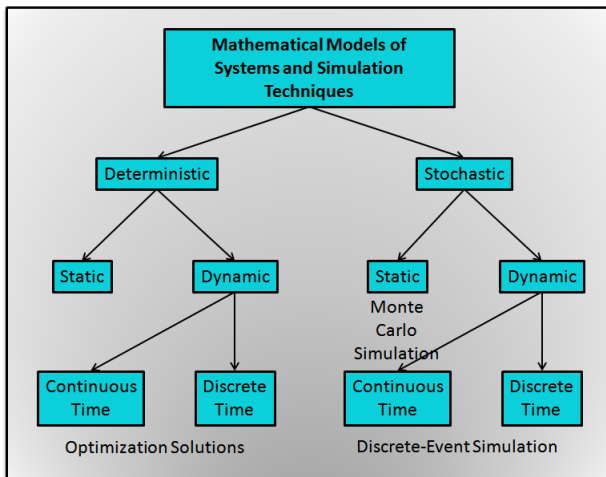 Mathematical Models of
Systems and Simulation
Techniques
Deterministic
Stochastic
Static
Dynamic
Static
Dynamic
Monte
Carlo
Simulation
Continuous
Time
Discrete
Time
Continuous
Time
Discrete
Time
Optimization Solutions
Discrete-Event Simulation